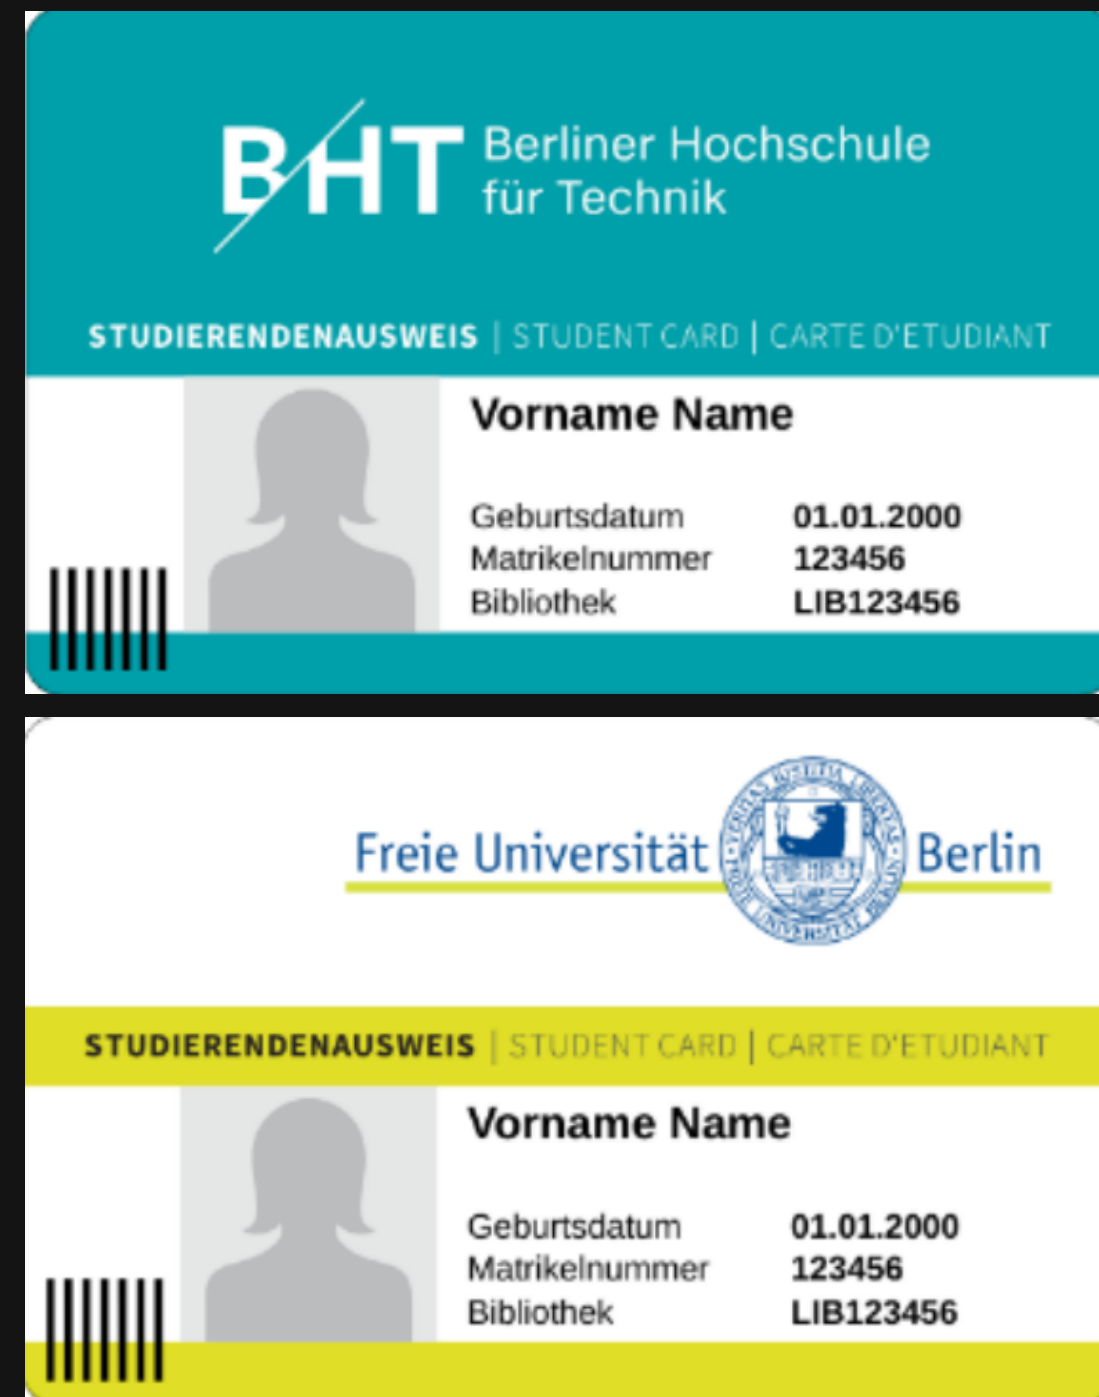 BHT Berliner Hochschule
für Technik
STUDIERENDENAUSWEIS | STUDENT CARD | CARTE D'ETUDIANT
Vorname Name
Geburtsdatum 01.01.2000
Matrikelnummer 123456
Bibliothek LIB123456
Freie Universität Berlin
STUDIERENDENAUSWEIS | STUDENT CARD | CARTE D'ETUDIANT
Vorname Name
Geburtsdatum 01.01.2000
Matrikelnummer 123456
Bibliothek LIB123456